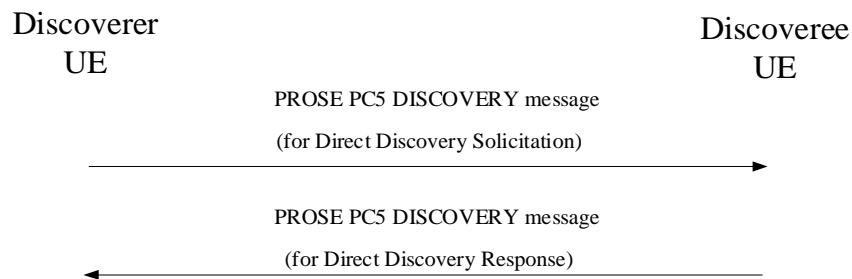 Discoverer
UE
Discoveree
UE
PROSE PC5 DISCOVERY message
(for Direct Discovery Solicitation)
PROSE PC5 DISCOVERY message
(for Direct Discovery Response)